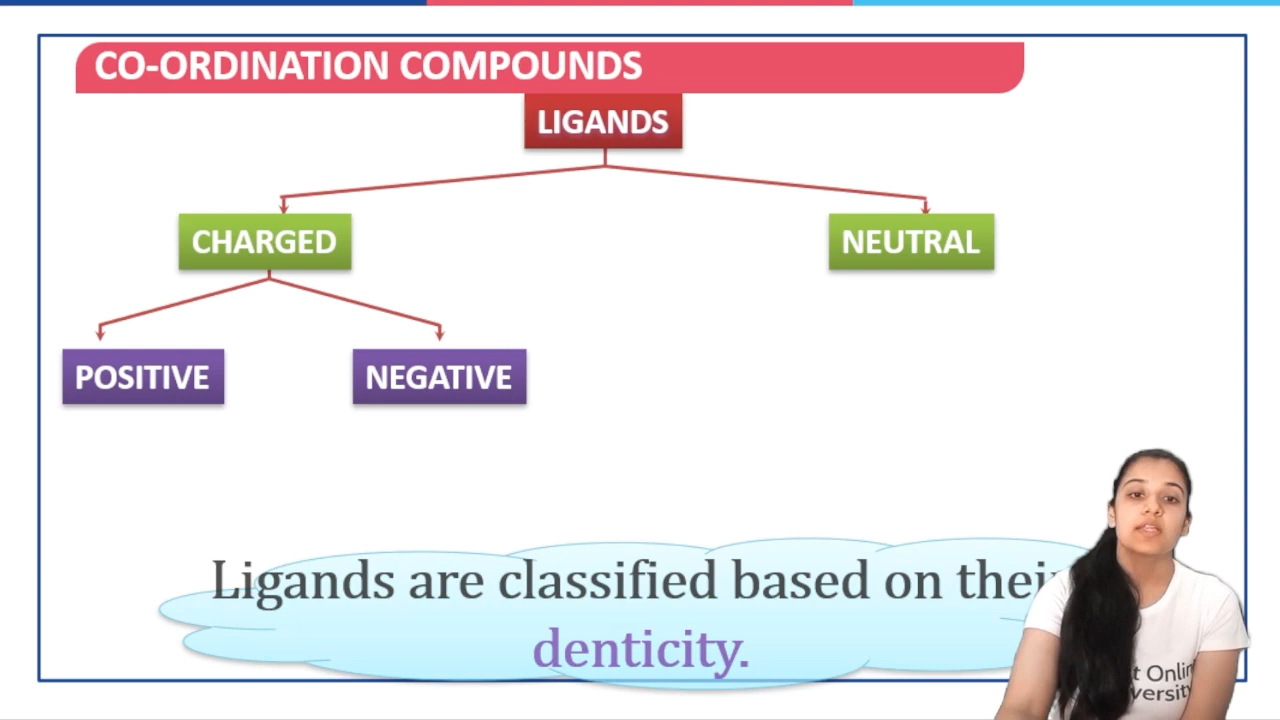 CO-ORDINATION COMPOUNDS
LIGANDS
CHARGED
NEUTRAL
POSITIVE
NEGATIVE
Ligands are classified based on their
denticity.